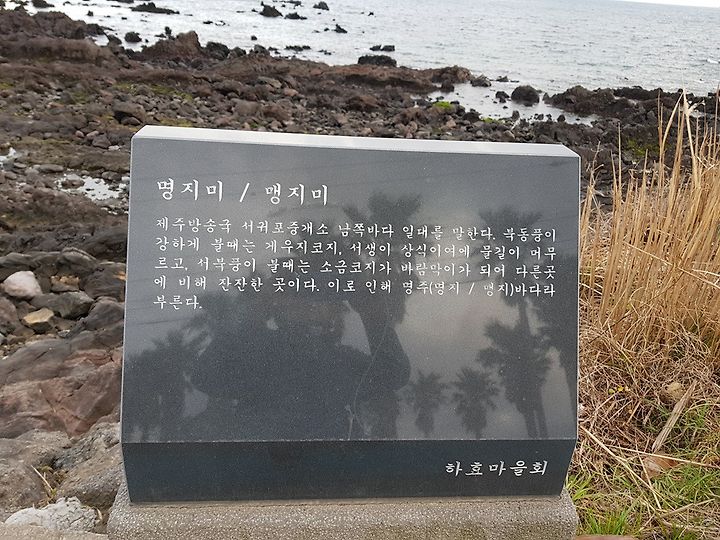 명지미 / 맹지미
제주방송국 서귀포중개소 남쪽바다 일대를 말한다. 북동풍이
강하게 불때는 게우지코지, 서생이 상식이여에 물길이 머무
르고, 서북풍이 불때는 소금코지가 바람막이가 되어 다른곳
에 비해 잔잔한 곳이다. 이로 인해 명주(명지 / 맹지)바다라
부른다.
하효마을회